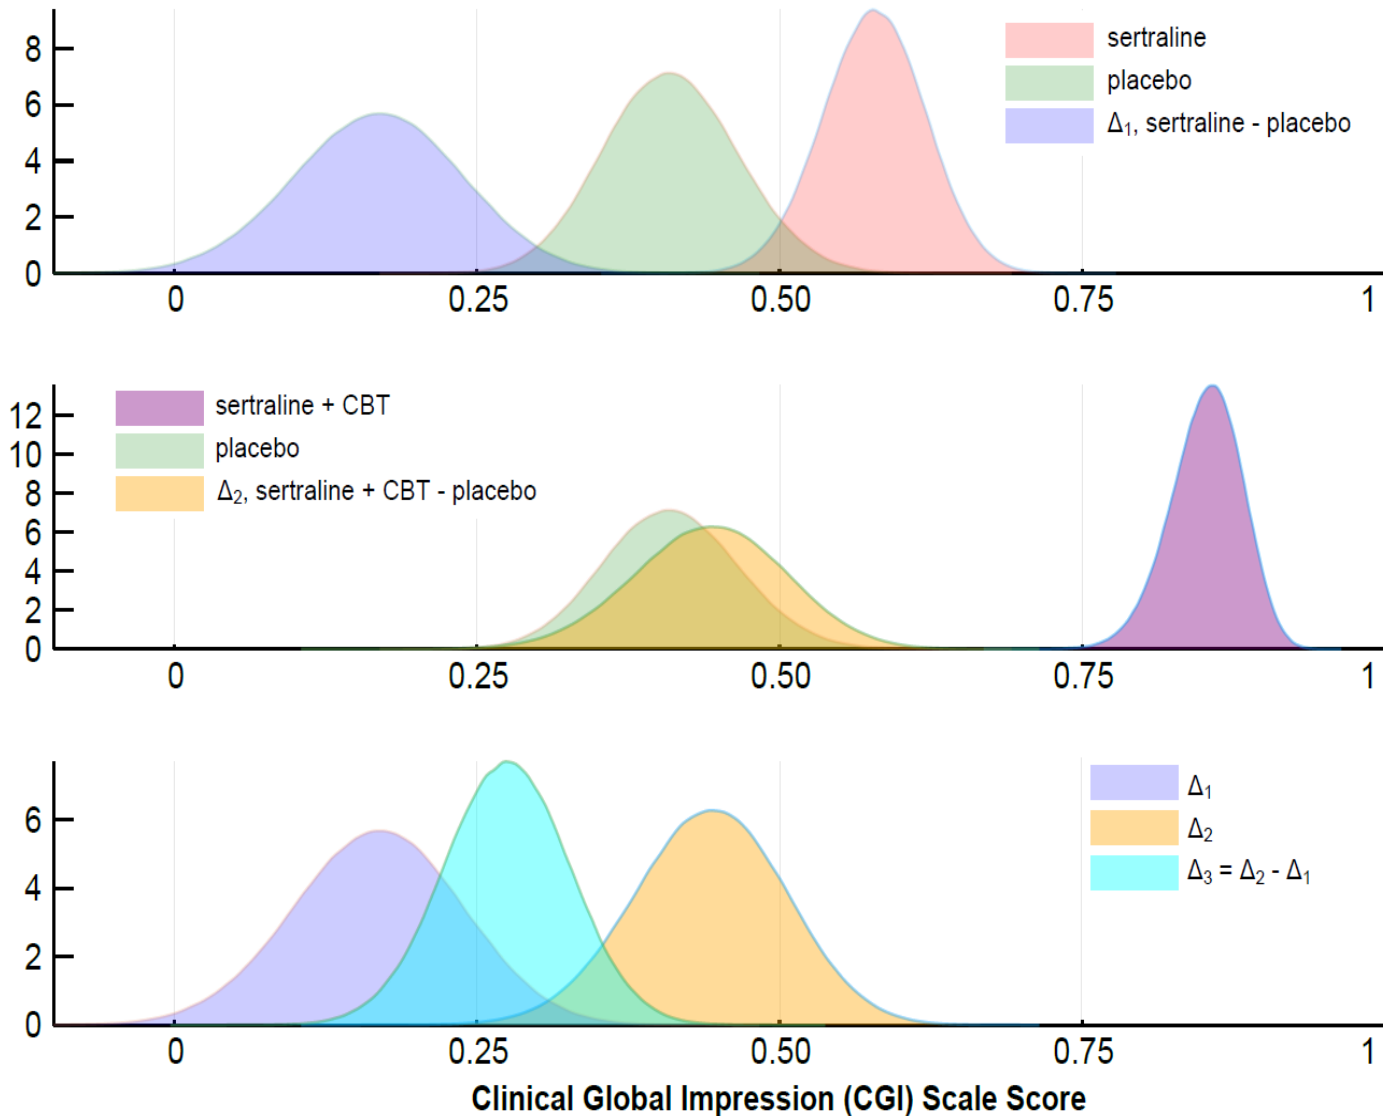 8
6
4
2
0
sertraline
placebo
Δ₁, sertraline - placebo
0 0.25 0.50 0.75 1
12
10
8
6
4
2
0
sertraline + CBT
placebo
Δ₂, sertraline + CBT - placebo
0 0.25 0.50 0.75 1
6
4
2
0
Δ₁
Δ₂
Δ₃ = Δ₂ - Δ₁
0 0.25 0.50 0.75 1
Clinical Global Impression (CGI) Scale Score